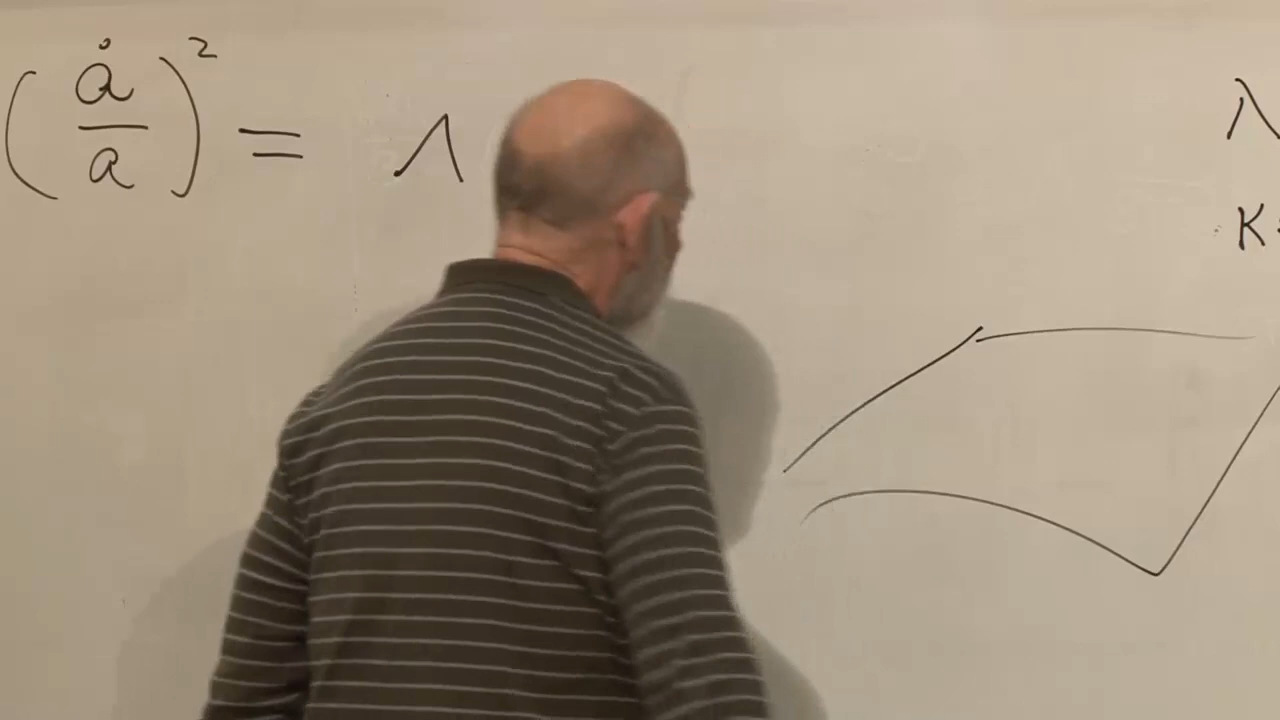 (ȧ/a)² = Λ
Λ
K